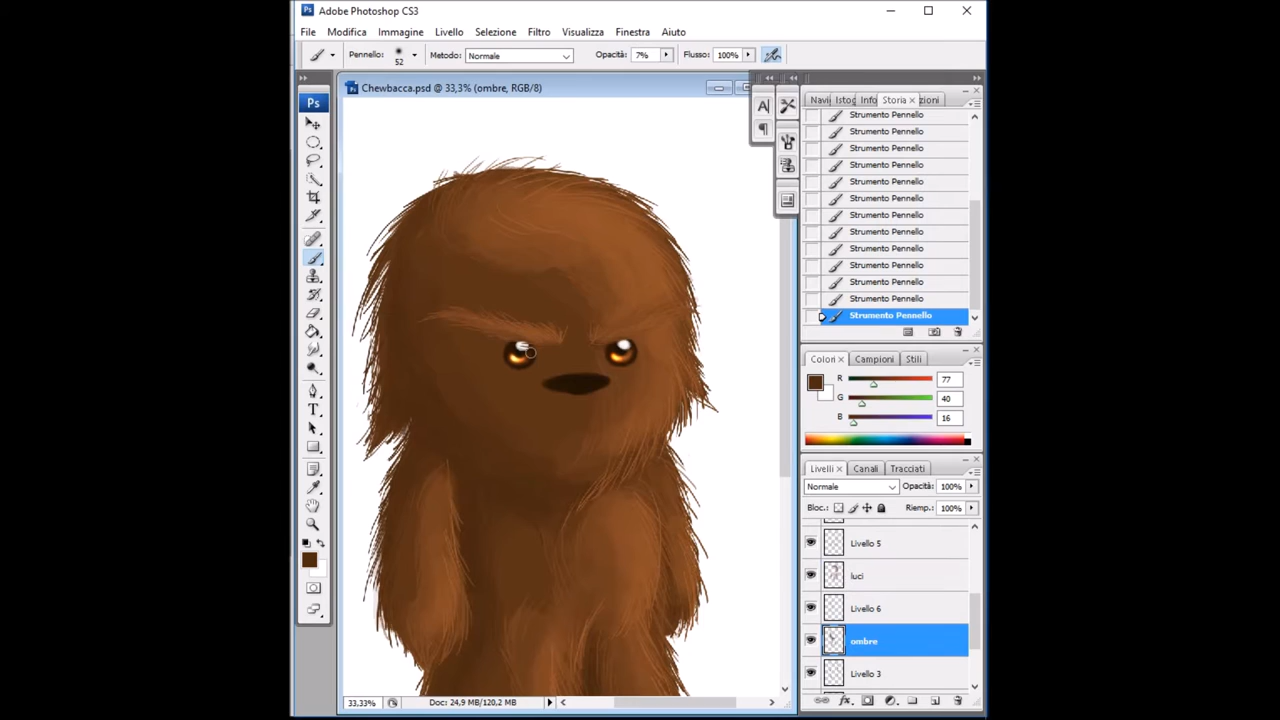 Ps Adobe Photoshop CS3
File Modifica Immagine Livello Selezione Filtro Visualizza Finestra Aiuto
Pennello: 52 Metodo: Normale Opacità: 7% Flusso: 100%
Chewbacca.psd @ 33,3% (ombre, RGB/8)
Ps
A
T
Navi Istog Info Storia zioni
Strumento Pennello
Strumento Pennello
Strumento Pennello
Strumento Pennello
Strumento Pennello
Strumento Pennello
Strumento Pennello
Strumento Pennello
Strumento Pennello
Strumento Pennello
Strumento Pennello
Strumento Pennello
Strumento Pennello
Colori Campioni Stili
R 77
G 40
B 16
Livelli Canali Tracciati
Normale Opacità: 100%
Bloc.: Riemp.: 100%
Livello 5
luci
Livello 6
ombre
Livello 3
fx
33,33% Doc: 24,9 MB/120,2 MB